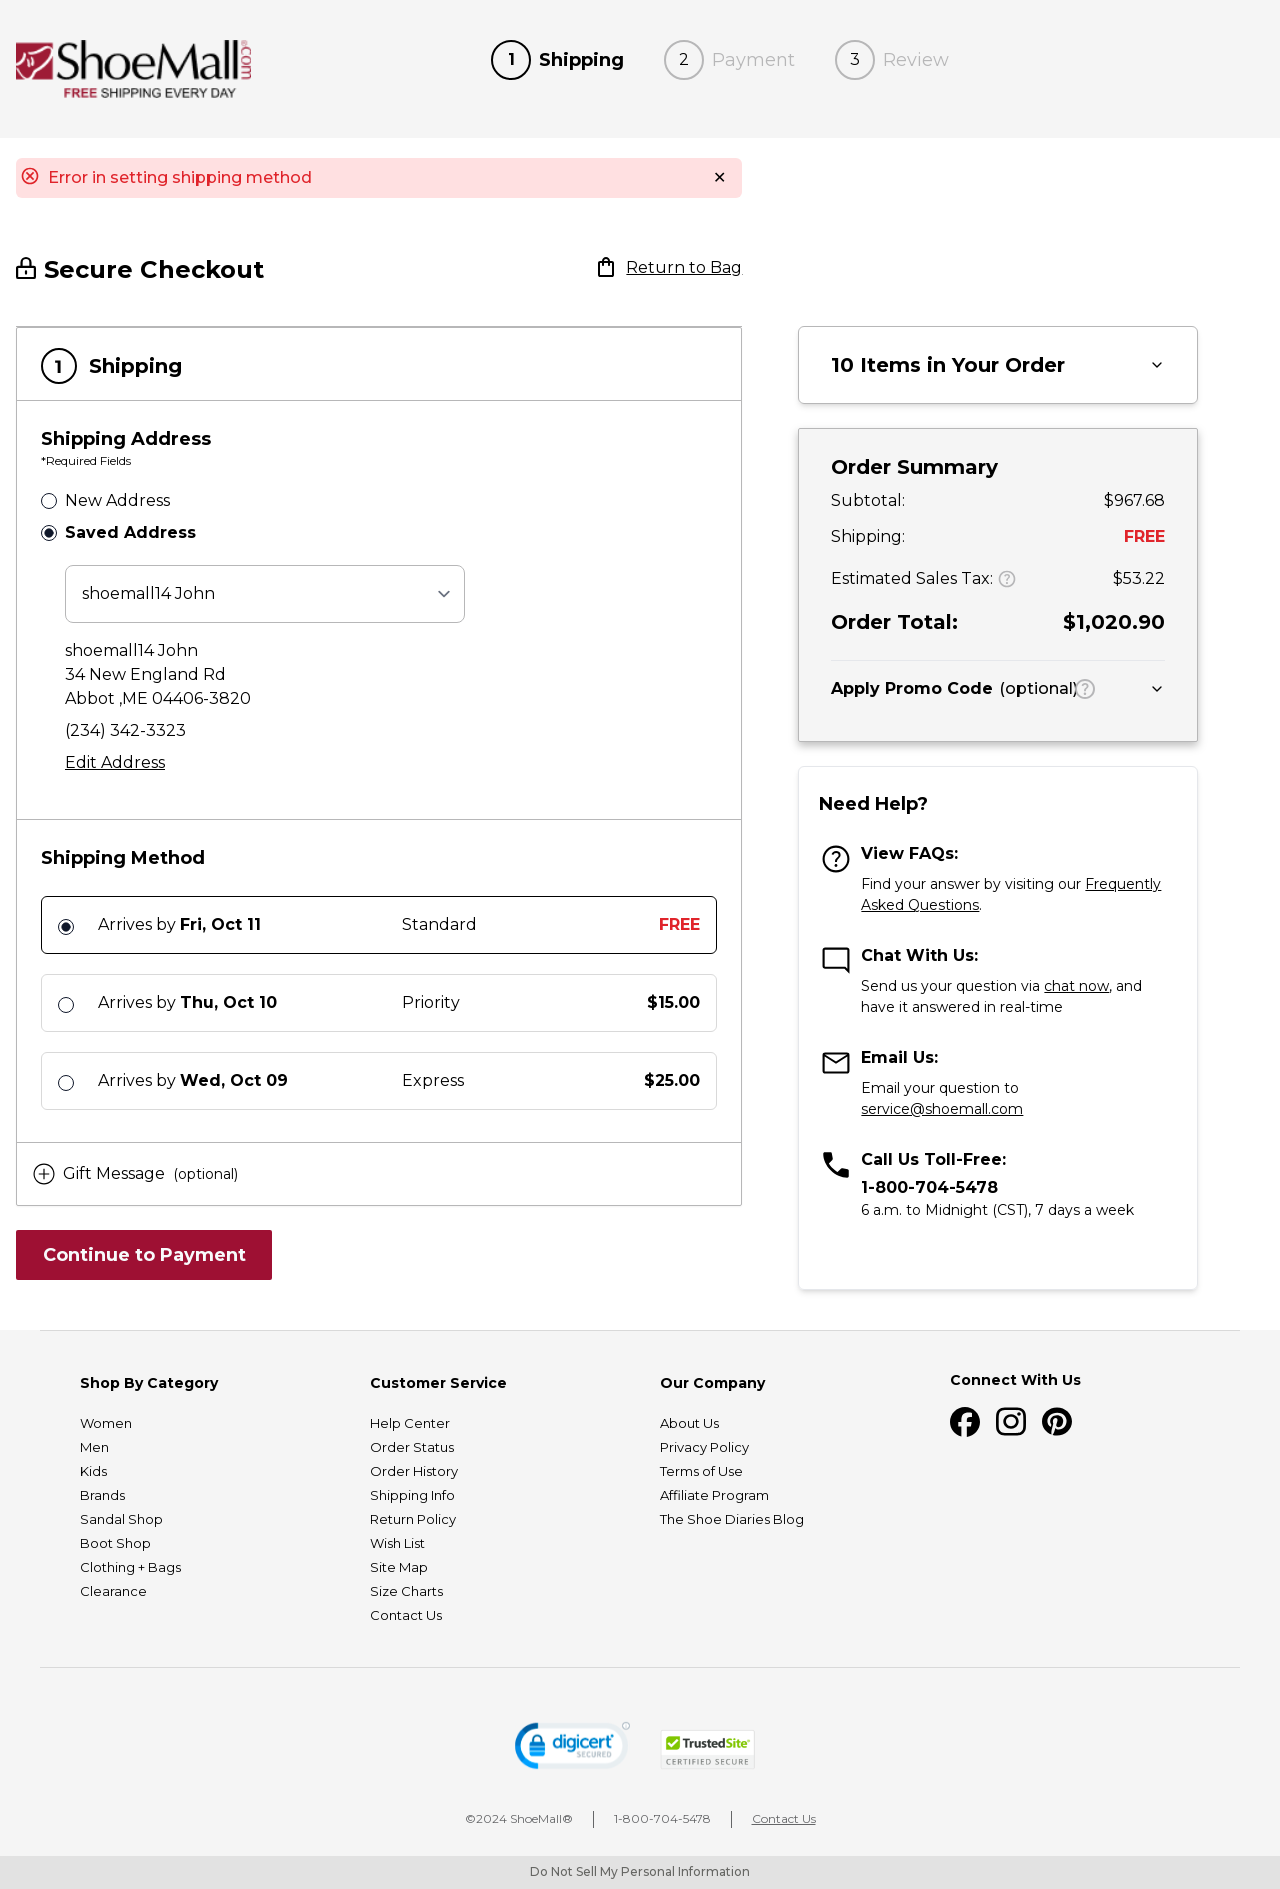 ShoeMall.com
FREE SHIPPING EVERY DAY
1 Shipping
2 Payment
3 Review
Error in setting shipping method
Secure Checkout
Return to Bag
1 Shipping
Shipping Address
*Required Fields
New Address
Saved Address
shoemall14 John
shoemall14 John
34 New England Rd
Abbot ,ME 04406-3820
(234) 342-3323
Edit Address
Shipping Method
Arrives by Fri, Oct 11 Standard FREE
Arrives by Thu, Oct 10 Priority $15.00
Arrives by Wed, Oct 09 Express $25.00
Gift Message (optional)
Continue to Payment
10 Items in Your Order
Order Summary
Subtotal: $967.68
Shipping: FREE
Estimated Sales Tax: ? $53.22
Order Total: $1,020.90
Apply Promo Code (optional) ?
Need Help?
View FAQs:
Find your answer by visiting our Frequently
Asked Questions.
Chat With Us:
Send us your question via chat now, and
have it answered in real-time
Email Us:
Email your question to
service@shoemall.com
Call Us Toll-Free:
1-800-704-5478
6 a.m. to Midnight (CST), 7 days a week
Shop By Category
Women
Men
Kids
Brands
Sandal Shop
Boot Shop
Clothing + Bags
Clearance
Customer Service
Help Center
Order Status
Order History
Shipping Info
Return Policy
Wish List
Site Map
Size Charts
Contact Us
Our Company
About Us
Privacy Policy
Terms of Use
Affiliate Program
The Shoe Diaries Blog
Connect With Us
digicert
SECURED
TrustedSite
CERTIFIED SECURE
©2024 ShoeMall®
1-800-704-5478
Contact Us
Do Not Sell My Personal Information